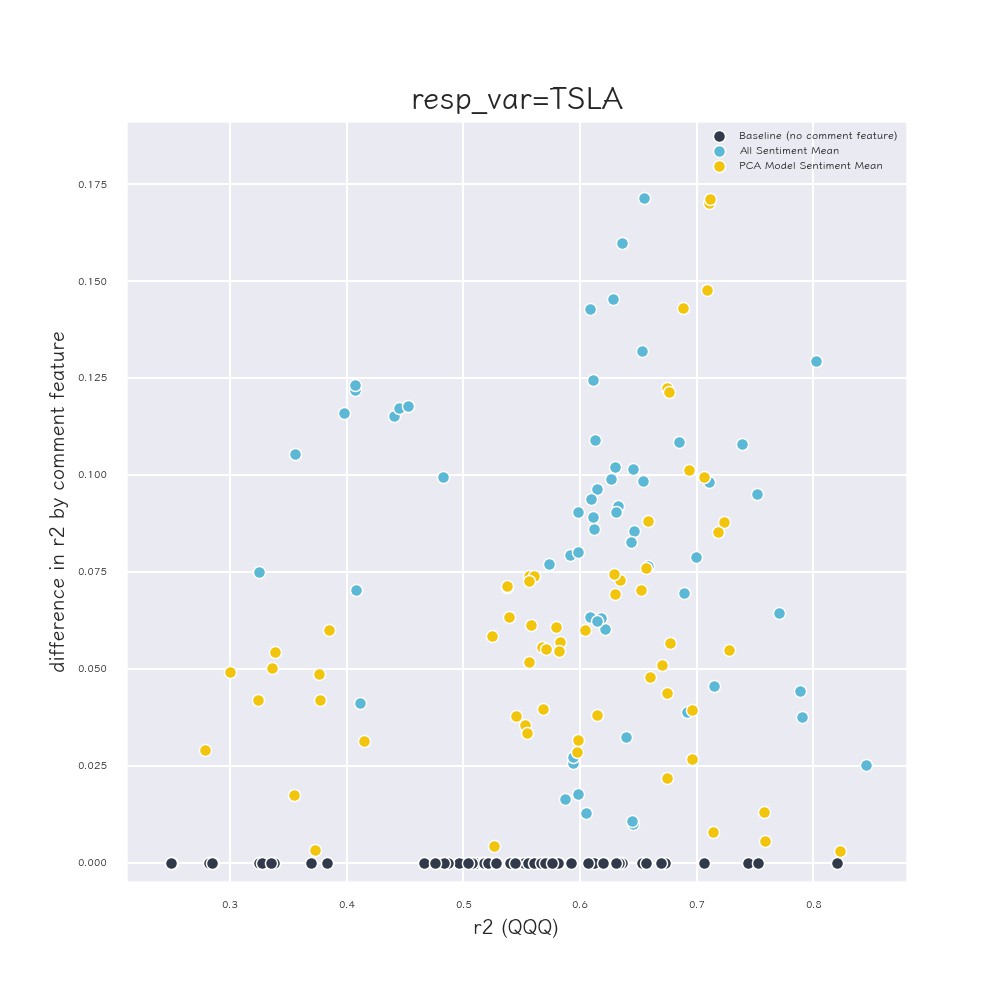 resp_var=TSLA
Baseline (no comment feature)
All Sentiment Mean
PCA Model Sentiment Mean
difference in r2 by comment feature
0.175
0.150
0.125
0.100
0.075
0.050
0.025
0.000
0.3 0.4 0.5 0.6 0.7 0.8
r2 (QQQ)